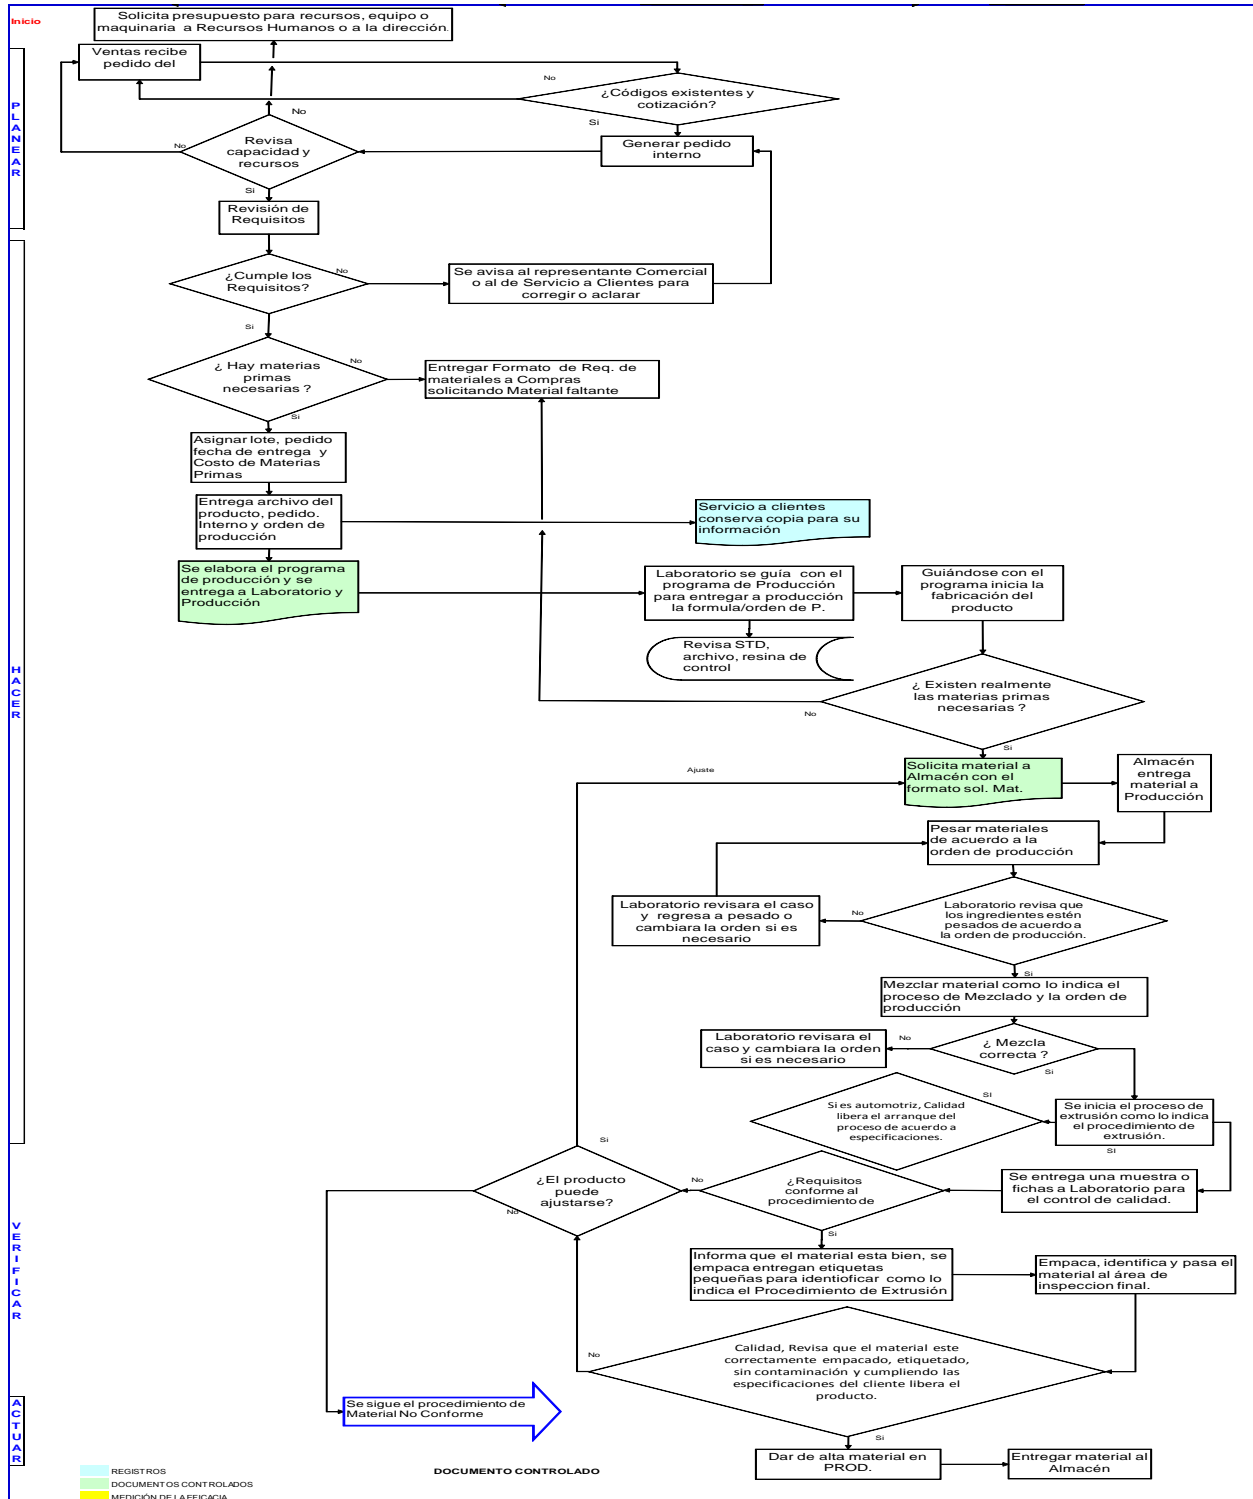 Inicio
Solicita presupuesto para recursos, equipo o
maquinaria a Recursos Humanos o a la dirección.
Ventas recibe
pedido del
No
¿Códigos existentes y
cotización?
PLANEAR
No
Si
Revisa
capacidad y
recursos
No
Generar pedido
interno
Si
Revisión de
Requisitos
¿Cumple los
Requisitos?
No
Se avisa al representante Comercial
o al de Servicio a Clientes para
corregir o aclarar
Si
¿ Hay materias
primas
necesarias ?
No
Entregar Formato de Req. de
materiales a Compras
solicitando Material faltante
Si
Asignar lote, pedido
fecha de entrega y
Costo de Materias
Primas
Entrega archivo del
producto, pedido.
Interno y orden de
producción
Servicio a clientes
conserva copia para su
información
Se elabora el programa
de producción y se
entrega a Laboratorio y
Producción
Laboratorio se guía con el
programa de Producción
para entregar a producción
la formula/orden de P.
Guiándose con el
programa inicia la
fabricación del
producto
Revisa STD,
archivo, resina de
control
HACER
¿ Existen realmente
las materias primas
necesarias ?
No
Si
Ajuste
Solicita material a
Almacén con el
formato sol. Mat.
Almacén
entrega
material a
Producción
Pesar materiales
de acuerdo a la
orden de producción
Laboratorio revisara el caso
y regresa a pesado o
cambiara la orden si es
necesario
No
Laboratorio revisa que
los ingredientes estén
pesados de acuerdo a
la orden de producción.
Si
Mezclar material como lo indica el
proceso de Mezclado y la orden de
producción
Laboratorio revisara el
caso y cambiara la orden
si es necesario
No
¿ Mezcla
correcta ?
Si
Si es automotriz, Calidad
libera el arranque del
proceso de acuerdo a
especificaciones.
SI
Se inicia el proceso de
extrusión como lo indica
el procedimiento de
extrusión.
SI
Si
¿El producto
puede
ajustarse?
No
No
¿Requisitos
conforme al
procedimiento de
Se entrega una muestra o
fichas a Laboratorio para
el control de calidad.
Si
VERIFICAR
Informa que el material esta bien, se
empaca entregan etiquetas
pequeñas para identioficar como lo
indica el Procedimiento de Extrusión
Empaca, identifica y pasa el
material al área de
inspeccion final.
No
Calidad, Revisa que el material este
correctamente empacado, etiquetado,
sin contaminación y cumpliendo las
especificaciones del cliente libera el
producto.
ACTUAR
Se sigue el procedimiento de
Material No Conforme
Si
Dar de alta material en
PROD.
Entregar material al
Almacén
REGISTROS
DOCUMENTOS CONTROLADOS
MEDICIÓN DE LA EFICACIA
DOCUMENTO CONTROLADO